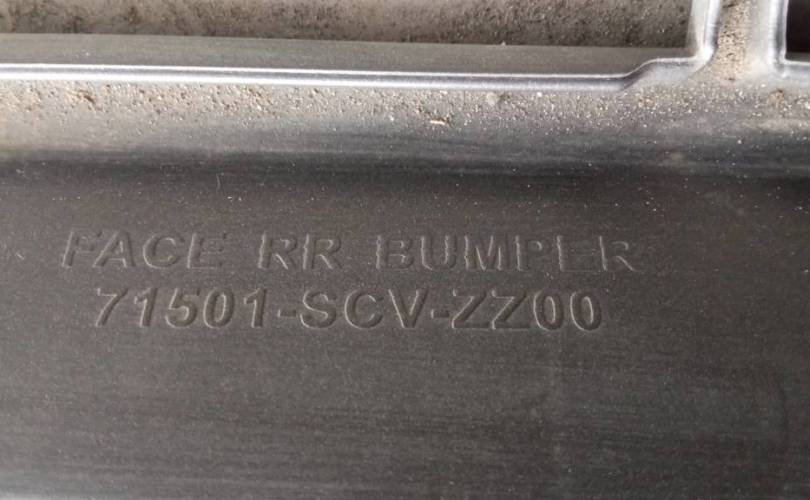 FACE RR BUMPER
71501-SCV-ZZ00